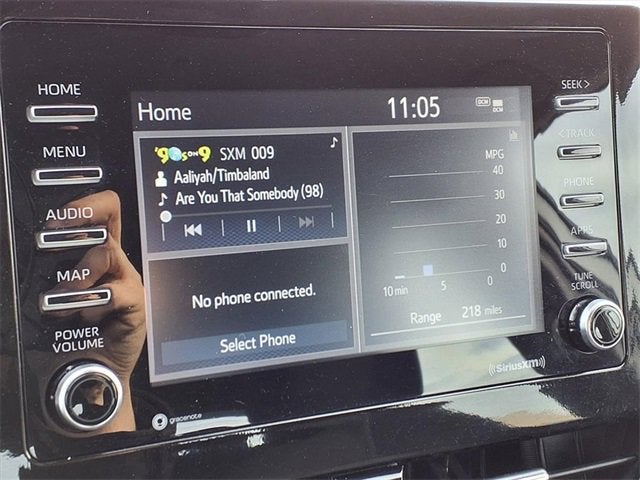 HOME
MENU
AUDIO
MAP
POWER
VOLUME
Home
11:05
DCM
DCM
'90s on 9
SXM 009
Aaliyah/Timbaland
Are You That Somebody (98)
No phone connected.
Select Phone
MPG
40
30
20
10
0
10 min 5 0
Range 218 miles
SEEK >
< TRACK
PHONE
APPS
TUNE
SCROLL
gracenote
((SiriusXM))